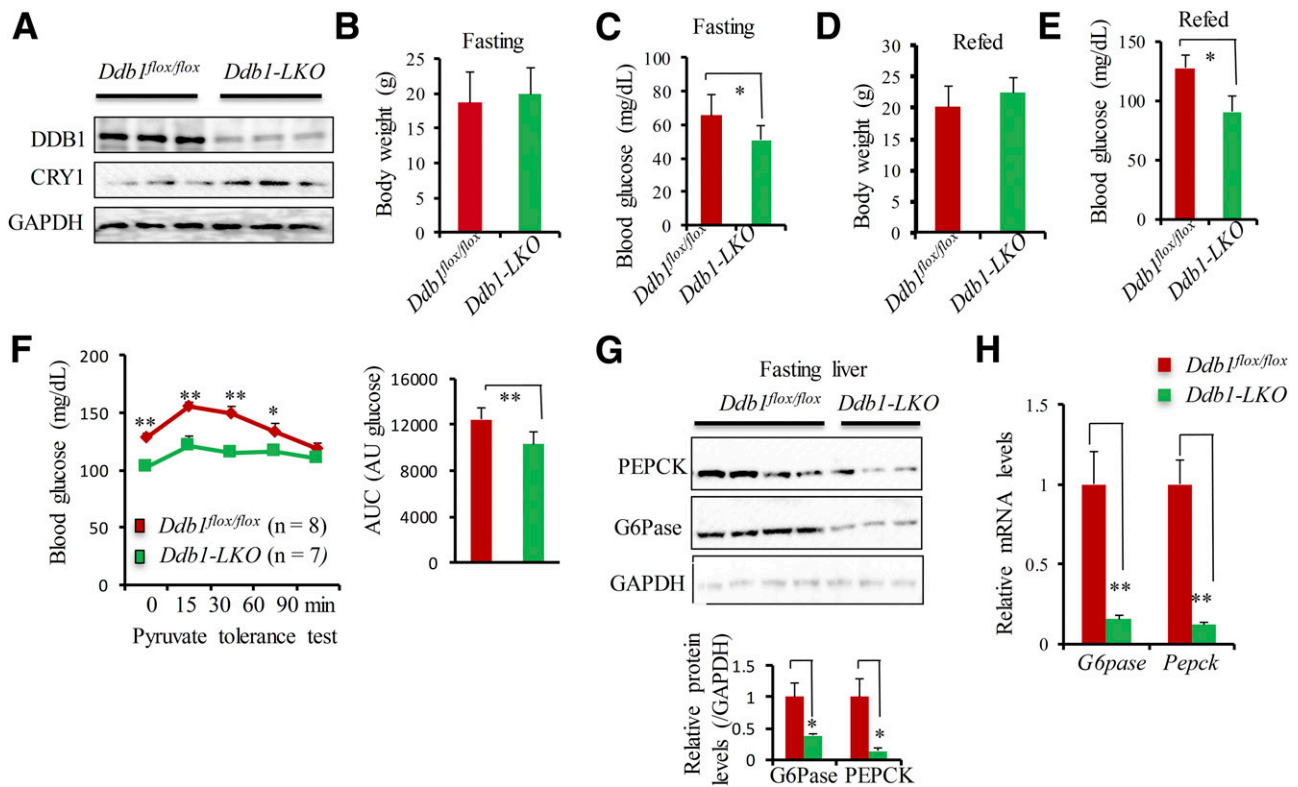 A
Ddb1flox/flox Ddb1-LKO
DDB1
CRY1
GAPDH
B
Fasting
Body weight (g)
25
20
15
10
5
0
Ddb1flox/flox
Ddb1-LKO
C
Fasting
Blood glucose (mg/dL)
100
80
60
40
20
0
*
Ddb1flox/flox
Ddb1-LKO
D
Refed
Body weight (g)
30
25
20
15
10
5
0
Ddb1flox/flox
Ddb1-LKO
E
Refed
Blood glucose (mg/dL)
150
100
50
0
*
Ddb1flox/flox
Ddb1-LKO
F
Blood glucose (mg/dL)
200
150
100
50
0
** ** ** *
Ddb1flox/flox (n = 8)
Ddb1-LKO (n = 7)
0 15 30 60 90 min
Pyruvate tolerance test
AUC (AU glucose)
16000
12000
8000
4000
0
**
G
Fasting liver
Ddb1flox/flox Ddb1-LKO
PEPCK
G6Pase
GAPDH
Relative protein
levels (/GAPDH)
1.5
1
0.5
0
* *
G6Pase PEPCK
H
Ddb1flox/flox
Ddb1-LKO
Relative mRNA levels
1.5
1
0.5
0
** **
G6pase Pepck